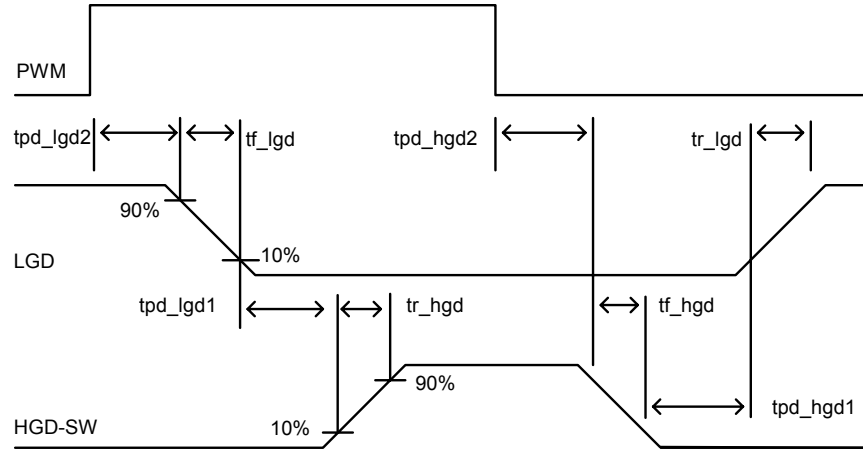 PWM
tpd_lgd2
tf_lgd
tpd_hgd2
tr_lgd
90%
10%
LGD
tpd_lgd1
tr_hgd
tf_hgd
90%
tpd_hgd1
10%
HGD-SW